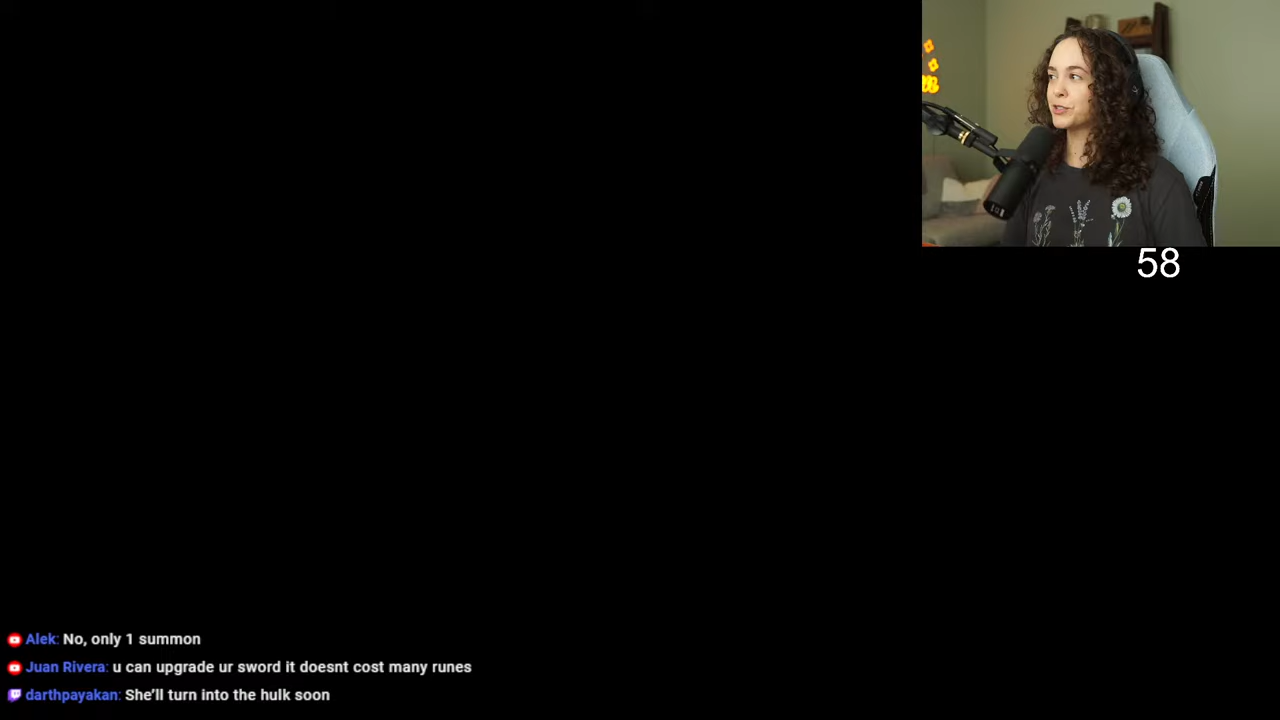 58
Alek: No, only 1 summon
Juan Rivera: u can upgrade ur sword it doesnt cost many runes
darthpayakan: She’ll turn into the hulk soon